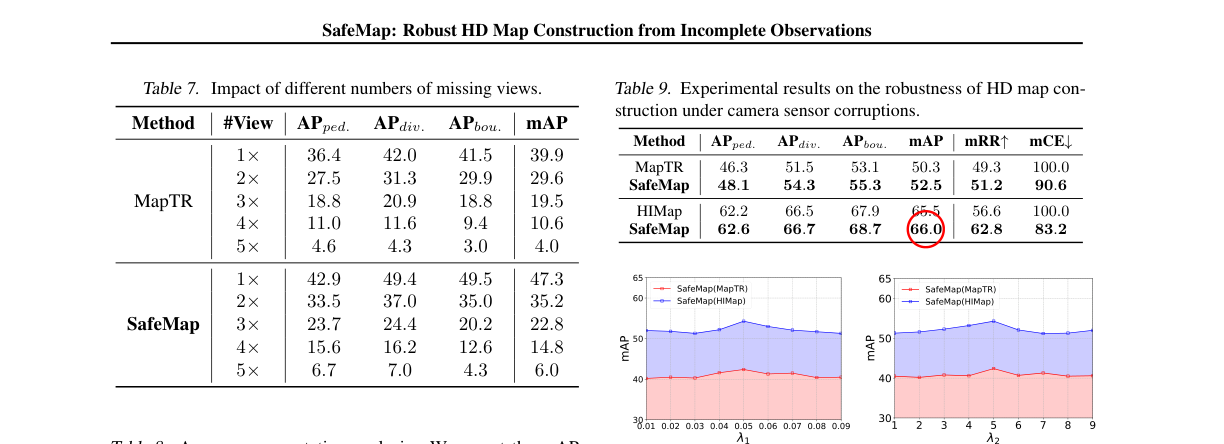 SafeMap: Robust HD Map Construction from Incomplete Observations
Table 7. Impact of different numbers of missing views.
Method #View APped. APdiv. APbou. mAP
MapTR
1× 36.4 42.0 41.5 39.9
2× 27.5 31.3 29.9 29.6
3× 18.8 20.9 18.8 19.5
4× 11.0 11.6 9.4 10.6
5× 4.6 4.3 3.0 4.0
SafeMap
1× 42.9 49.4 49.5 47.3
2× 33.5 37.0 35.0 35.2
3× 23.7 24.4 20.2 22.8
4× 15.6 16.2 12.6 14.8
5× 6.7 7.0 4.3 6.0
Table 9. Experimental results on the robustness of HD map con-
struction under camera sensor corruptions.
Method APped. APdiv. APbou. mAP mRR↑ mCE↓
MapTR 46.3 51.5 53.1 50.3 49.3 100.0
SafeMap 48.1 54.3 55.3 52.5 51.2 90.6
HIMap 62.2 66.5 67.9 65.5 56.6 100.0
SafeMap 62.6 66.7 68.7 66.0 62.8 83.2
SafeMap(MapTR)
SafeMap(HIMap)
mAP
65
60
50
40
30
0.01 0.02 0.03 0.04 0.05 0.06 0.07 0.08 0.09
λ1
SafeMap(MapTR)
SafeMap(HIMap)
mAP
65
60
50
40
30
1 2 3 4 5 6 7 8 9
λ2